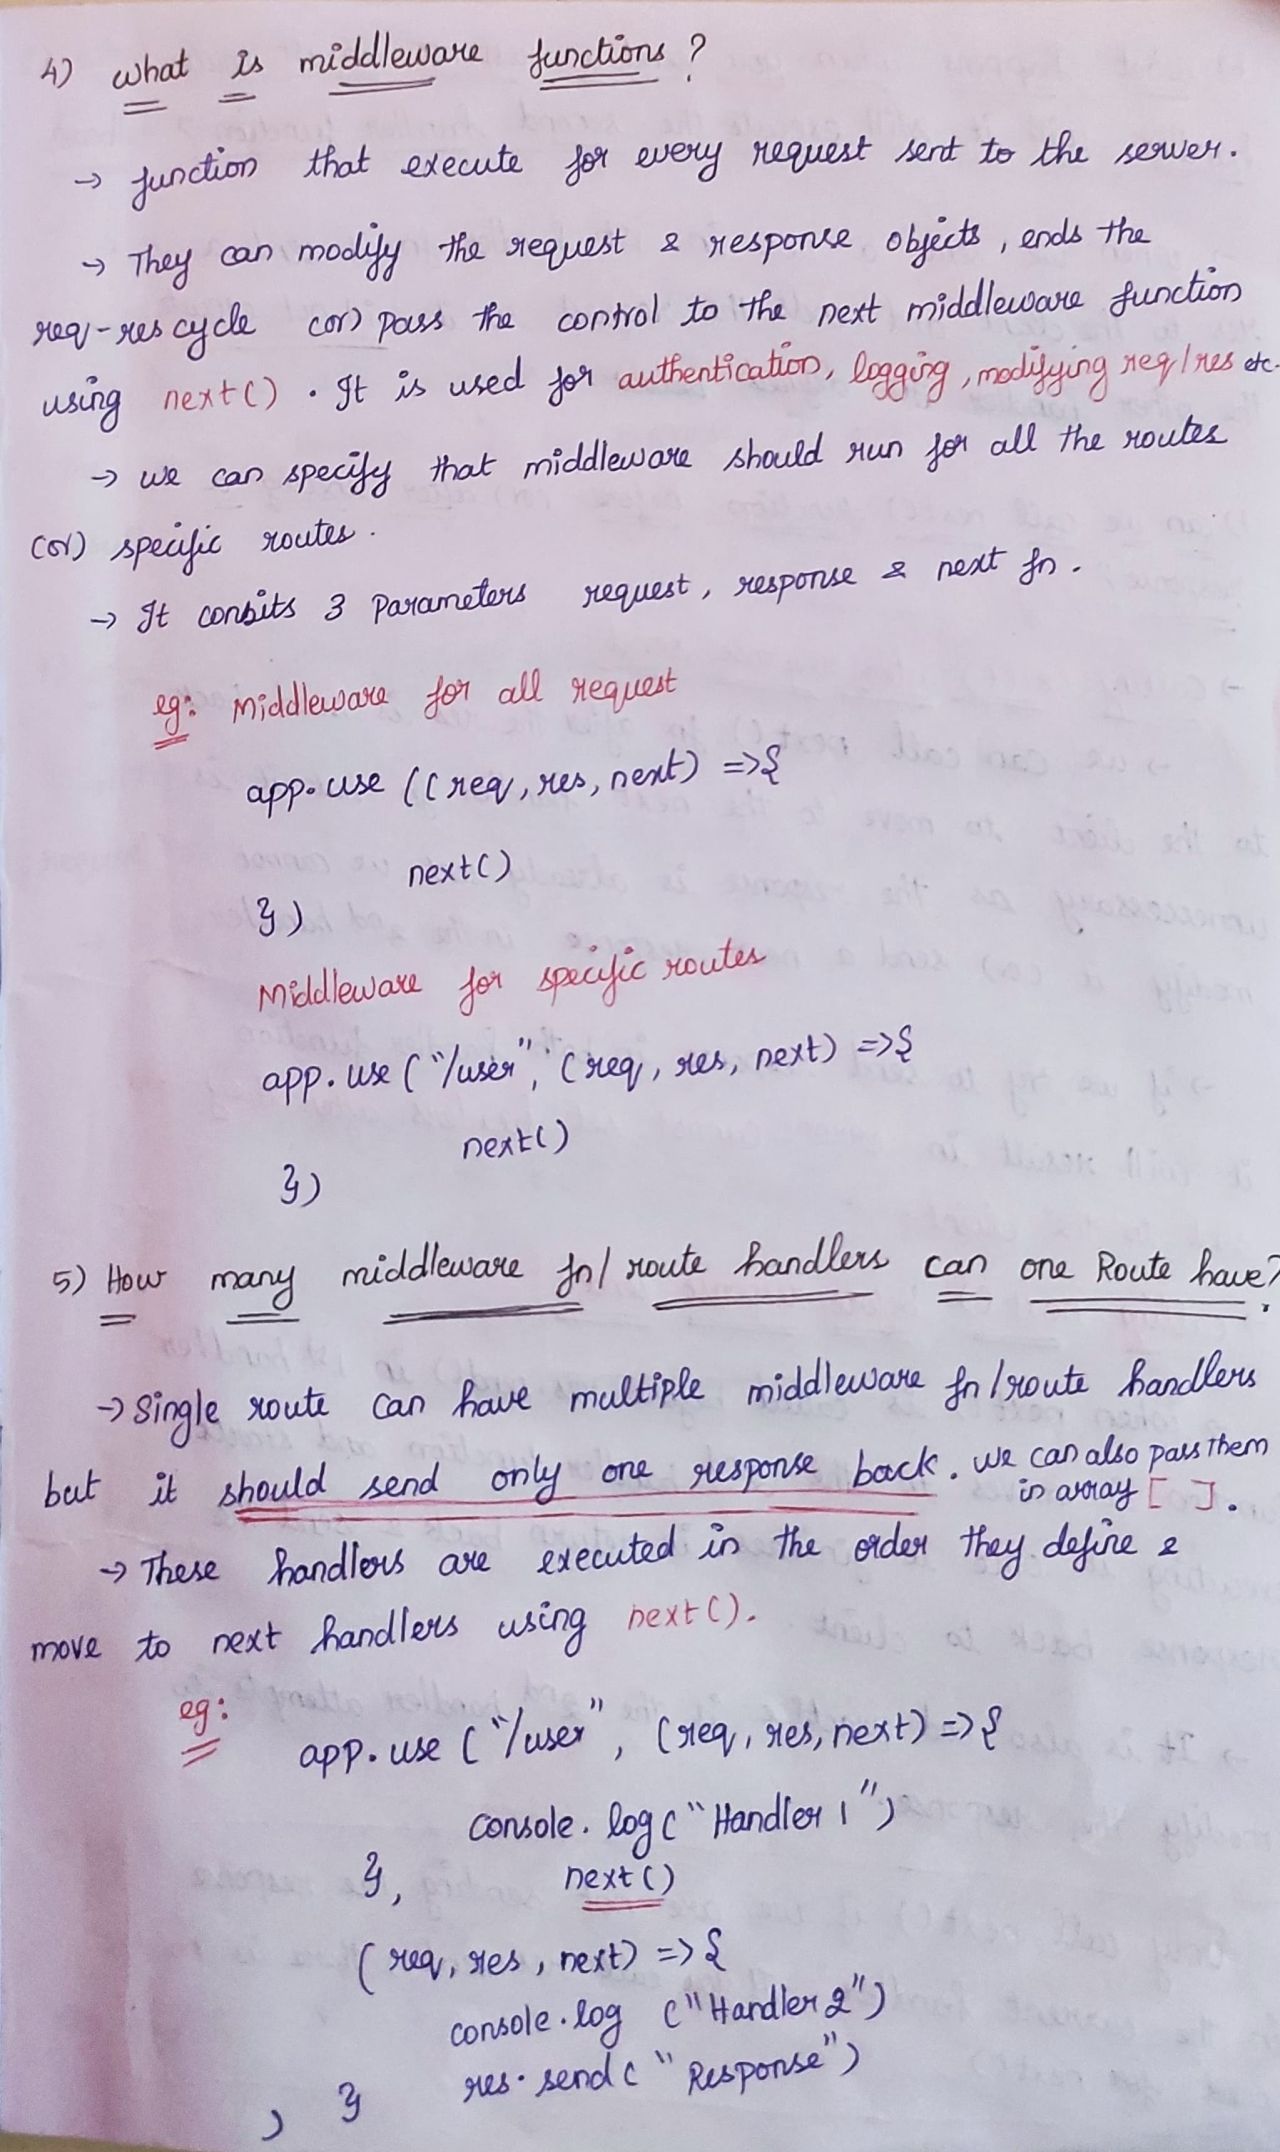 4) what is middleware functions?
→ function that execute for every request sent to the server.
→ They can modify the request & response objects, ends the
req-res cycle (or) pass the control to the next middleware function
using next(). It is used for authentication, logging, modifying req/res etc.
→ we can specify that middleware should run for all the routes
(or) specific routes.
→ It consits 3 parameters request, response & next fn.
eg: Middleware for all request
app.use((req, res, next) => {
next()
})
Middleware for specific routes
app.use("/user", (req, res, next) => {
next()
})
5) How many middleware fn/ route handlers can one Route have?
→ Single route can have multiple middleware fn/route handlers
but it should send only one response back. we can also pass them
in array [ ].
→ These handlers are executed in the order they define &
move to next handlers using next().
eg:
app.use("/user", (req, res, next) => {
console.log("Handler 1")
}, next()
(req, res, next) => {
console.log("Handler 2")
res.send("Response")
) }